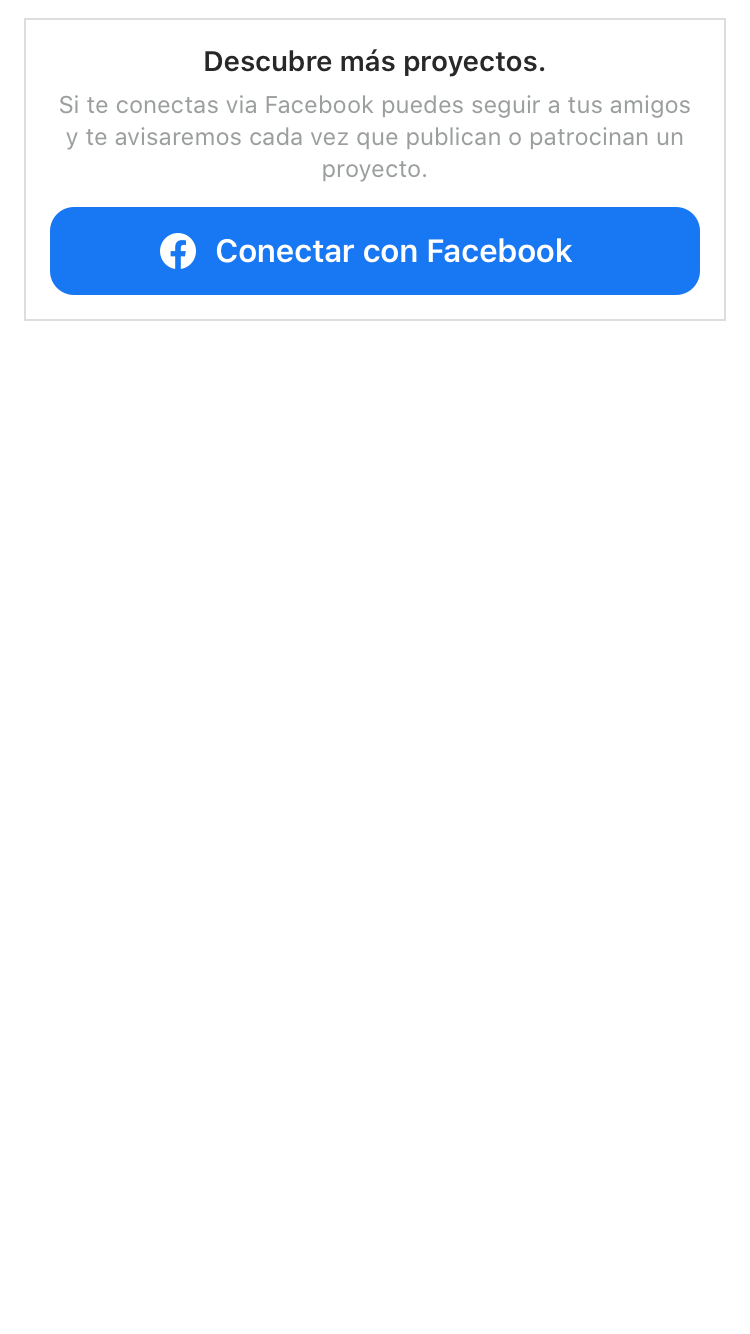 Descubre más proyectos.
Si te conectas via Facebook puedes seguir a tus amigos
y te avisaremos cada vez que publican o patrocinan un
proyecto.
Conectar con Facebook